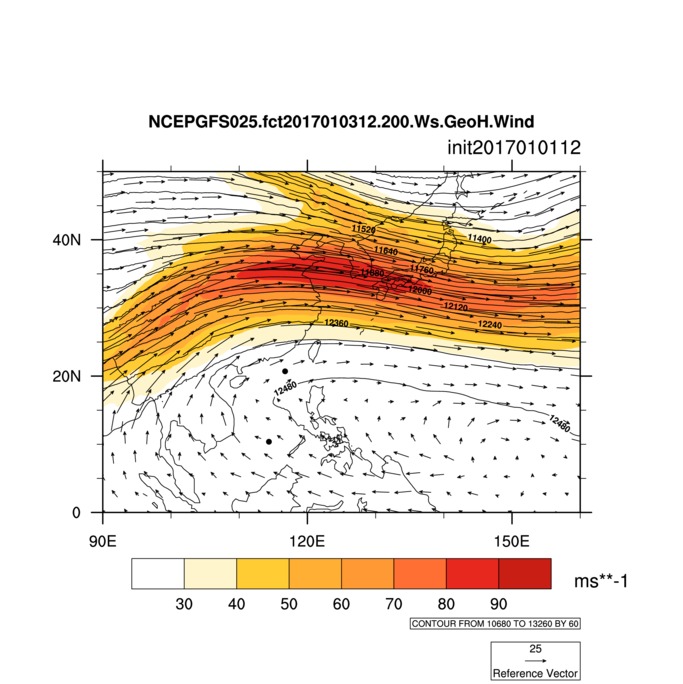 NCEPGFS025.fct2017010312.200.Ws.GeoH.Wind
init2017010112
40N
20N
0
11520
11400
11640
11760
11880
12000
12120
12240
12360
12480
12480
90E 120E 150E
30 40 50 60 70 80 90
ms**-1
CONTOUR FROM 10680 TO 13260 BY 60
25
Reference Vector